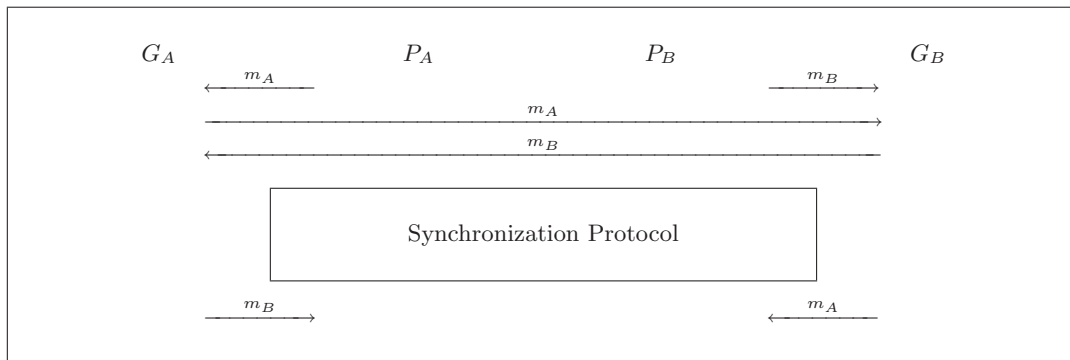 G_A P_A P_B G_B
m_A m_B
m_A
m_B
Synchronization Protocol
m_B m_A